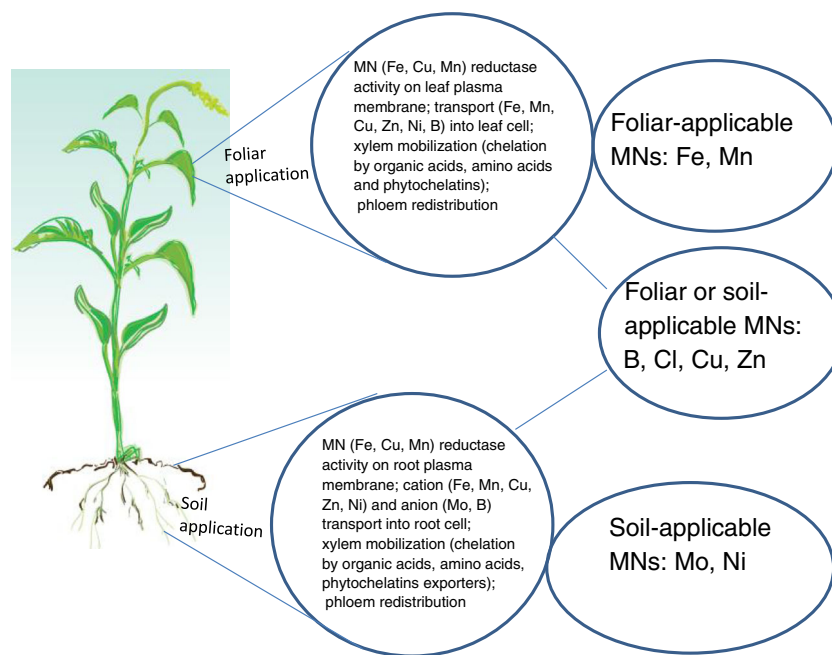 MN (Fe, Cu, Mn) reductase
activity on leaf plasma
membrane; transport (Fe, Mn,
Cu, Zn, Ni, B) into leaf cell;
xylem mobilization (chelation
by organic acids, amino acids
and phytochelatins);
phloem redistribution
Foliar-applicable
MNs: Fe, Mn
Foliar
application
Foliar or soil-
applicable MNs:
B, Cl, Cu, Zn
MN (Fe, Cu, Mn) reductase
activity on root plasma
membrane; cation (Fe, Mn, Cu,
Zn, Ni) and anion (Mo, B)
transport into root cell;
xylem mobilization (chelation
by organic acids, amino acids,
phytochelatins exporters);
phloem redistribution
Soil
application
Soil-applicable
MNs: Mo, Ni